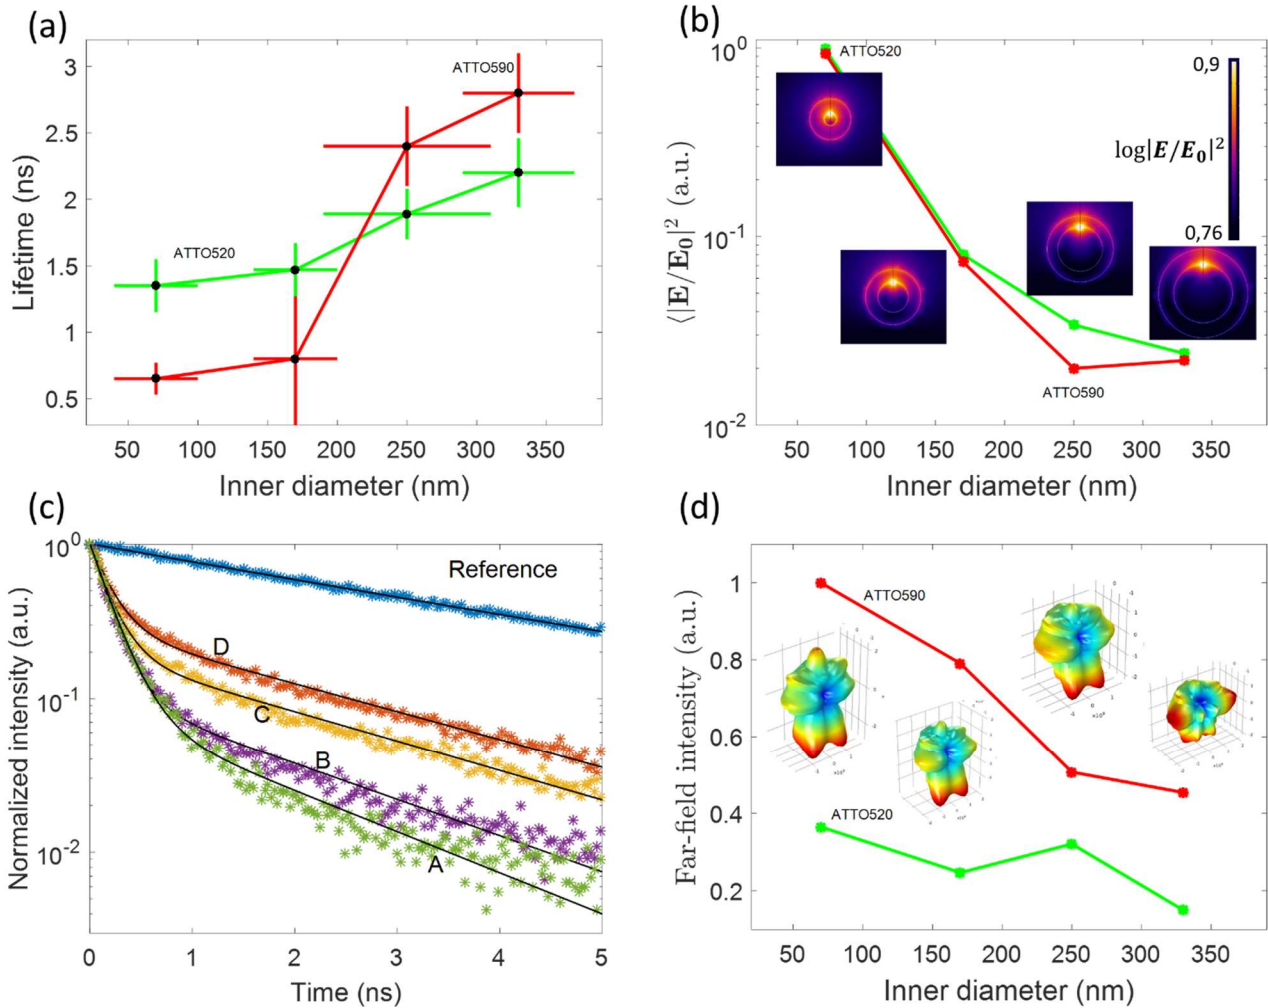 (a)
3
2.5
2
1.5
1
0.5
Lifetime (ns)
ATTO590
ATTO520
50 100 150 200 250 300 350
Inner diameter (nm)
(b)
10⁰
10⁻¹
10⁻²
⟨|E/E₀|² (a.u.)
ATTO520
ATTO590
0,9
log|E/E₀|²
0,76
50 100 150 200 250 300 350
Inner diameter (nm)
(c)
10⁰
10⁻¹
10⁻²
Normalized intensity (a.u.)
Reference
D
C
B
A
0 1 2 3 4 5
Time (ns)
(d)
1
0.8
0.6
0.4
0.2
Far-field intensity (a.u.)
ATTO590
ATTO520
50 100 150 200 250 300 350
Inner diameter (nm)